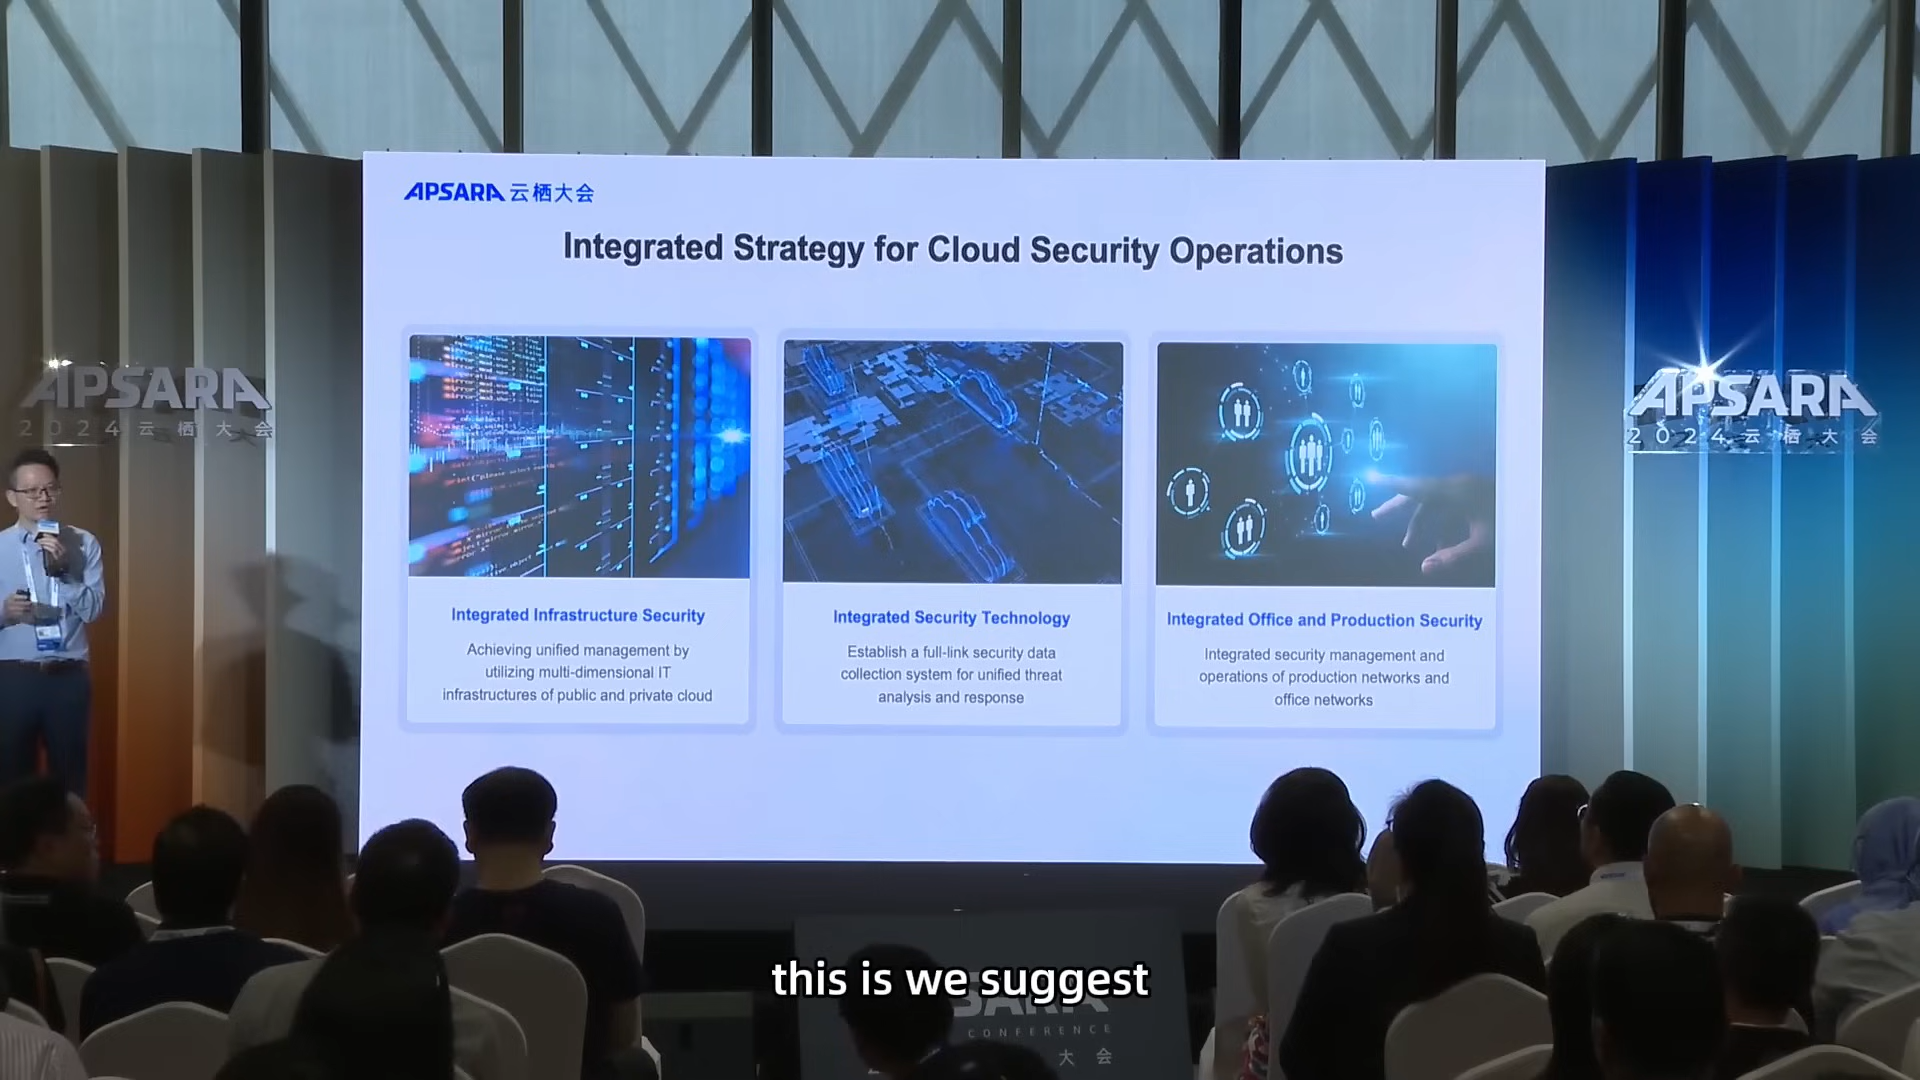 APSARA 云栖大会
Integrated Strategy for Cloud Security Operations
APSARA
2024 云栖大会
APSARA
2024 云栖大会
Integrated Infrastructure Security
Achieving unified management by
utilizing multi-dimensional IT
infrastructures of public and private cloud
Integrated Security Technology
Establish a full-link security data
collection system for unified threat
analysis and response
Integrated Office and Production Security
Integrated security management and
operations of production networks and
office networks
this is we suggest
CONFERENCE
大会